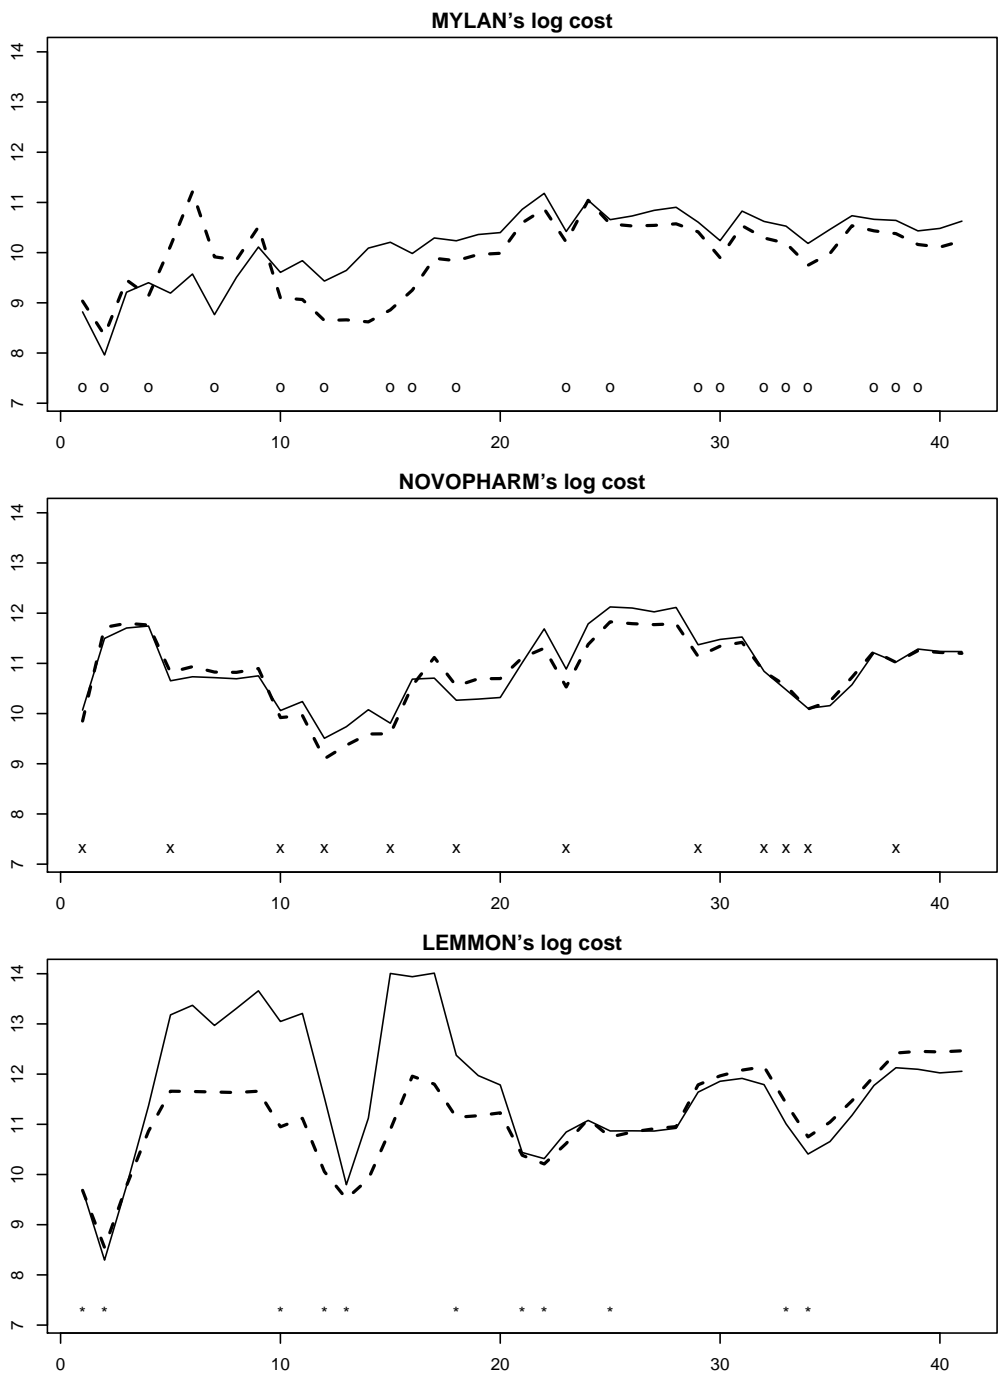 MYLAN's log cost
14
13
12
11
10
9
8
7
o o o o o o o o o o o o o o o o o o o
0 10 20 30 40
NOVOPHARM's log cost
14
13
12
11
10
9
8
7
x x x x x x x x x x x x
0 10 20 30 40
LEMMON's log cost
14
13
12
11
10
9
8
7
* * * * * * * * * * *
0 10 20 30 40